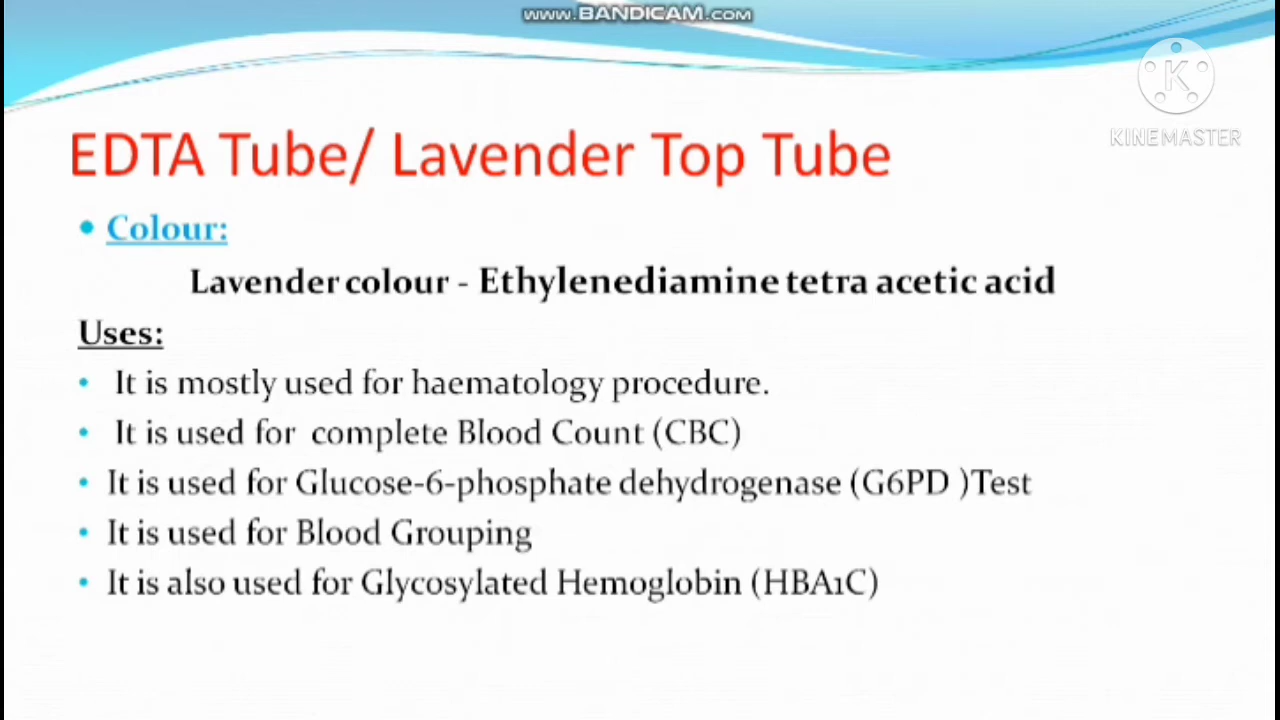 www.BANDICAM.com
K
KINEMASTER
EDTA Tube/ Lavender Top Tube
• Colour:
Lavender colour - Ethylenediamine tetra acetic acid
Uses:
• It is mostly used for haematology procedure.
• It is used for complete Blood Count (CBC)
• It is used for Glucose-6-phosphate dehydrogenase (G6PD )Test
• It is used for Blood Grouping
• It is also used for Glycosylated Hemoglobin (HBA1C)